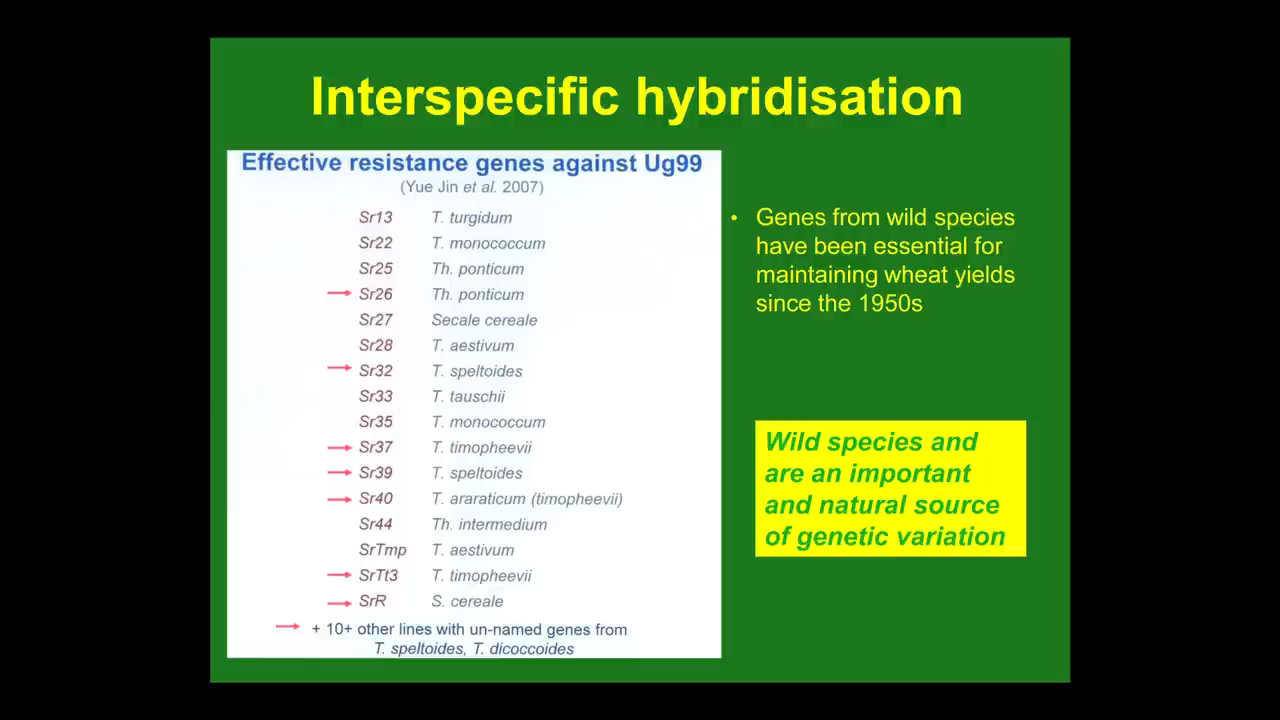 Interspecific hybridisation
Effective resistance genes against Ug99
(Yue Jin et al. 2007)
Sr13 T. turgidum
Sr22 T. monococcum
Sr25 Th. ponticum
Sr26 Th. ponticum
Sr27 Secale cereale
Sr28 T. aestivum
Sr32 T. speltoides
Sr33 T. tauschii
Sr35 T. monococcum
Sr37 T. timopheevii
Sr39 T. speltoides
Sr40 T. araraticum (timopheevii)
Sr44 Th. intermedium
SrTmp T. aestivum
SrTt3 T. timopheevii
SrR S. cereale
+ 10+ other lines with un-named genes from
T. speltoides, T. dicoccoides
• Genes from wild species
have been essential for
maintaining wheat yields
since the 1950s
Wild species and
are an important
and natural source
of genetic variation